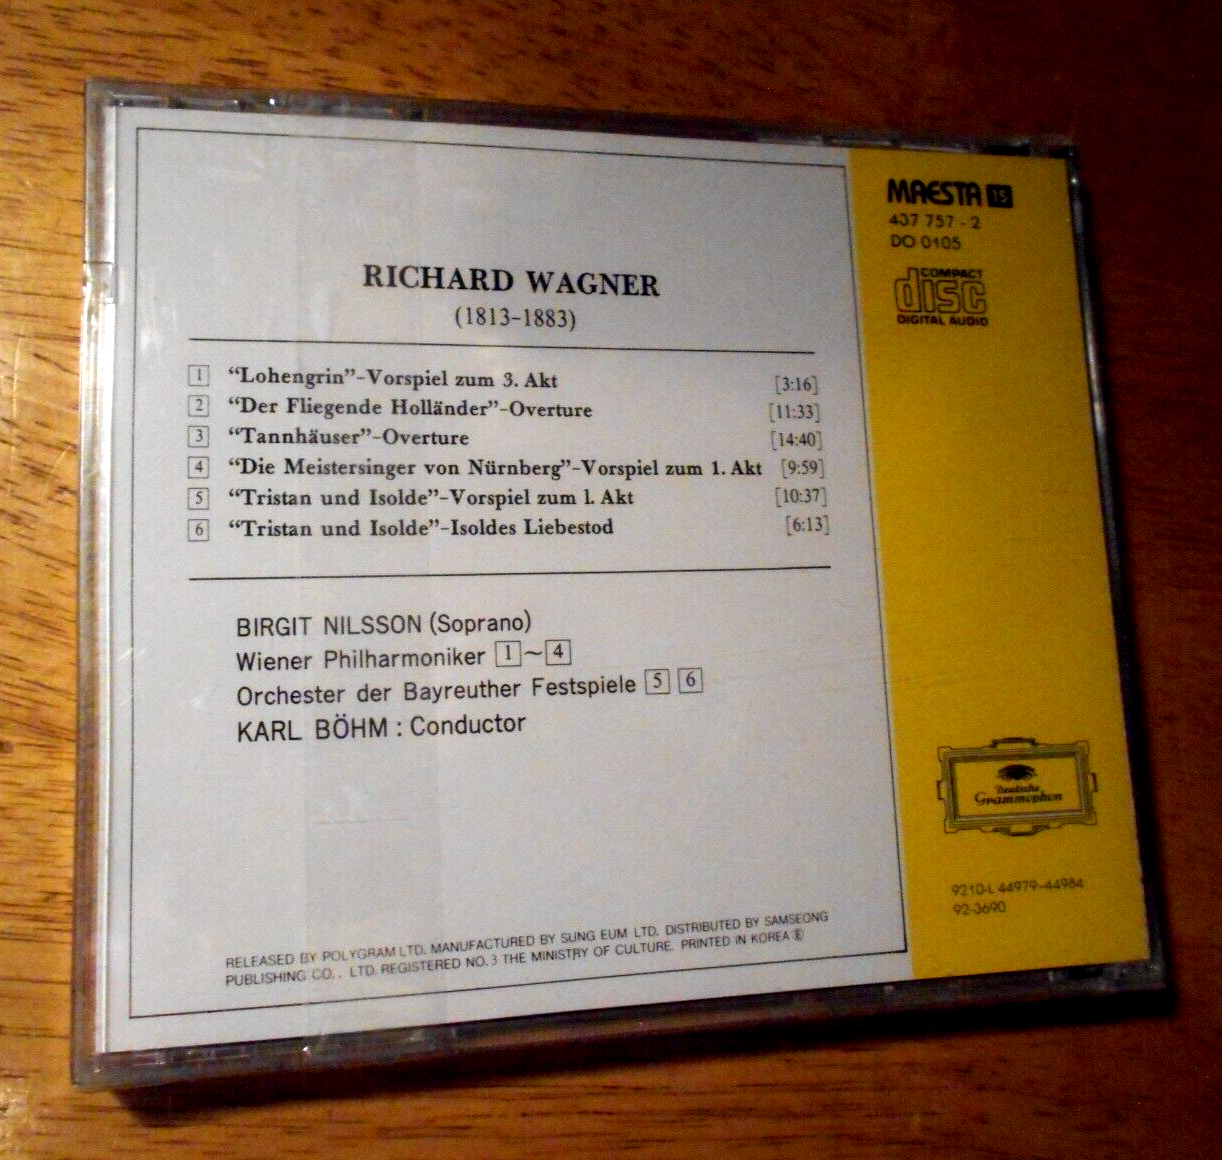 RICHARD WAGNER
(1813-1883)
1 “Lohengrin”-Vorspiel zum 3. Akt [3:16]
2 “Der Fliegende Holländer”-Overture [11:33]
3 “Tannhäuser”-Overture [14:40]
4 “Die Meistersinger von Nürnberg”-Vorspiel zum 1. Akt [9:59]
5 “Tristan und Isolde”-Vorspiel zum 1. Akt [10:37]
6 “Tristan und Isolde”-Isoldes Liebestod [6:13]
BIRGIT NILSSON (Soprano)
Wiener Philharmoniker 1~4
Orchester der Bayreuther Festspiele 5 6
KARL BÖHM : Conductor
RELEASED BY POLYGRAM LTD. MANUFACTURED BY SUNG EUM LTD. DISTRIBUTED BY SAMSEONG
PUBLISHING CO., LTD. REGISTERED NO. 3 THE MINISTRY OF CULTURE. PRINTED IN KOREA Ⓔ
MAESTA 15
437 757 - 2
DO 0105
COMPACT
disc
DIGITAL AUDIO
Deutsche
Grammophon
9210-L 44979-44984
92-3690